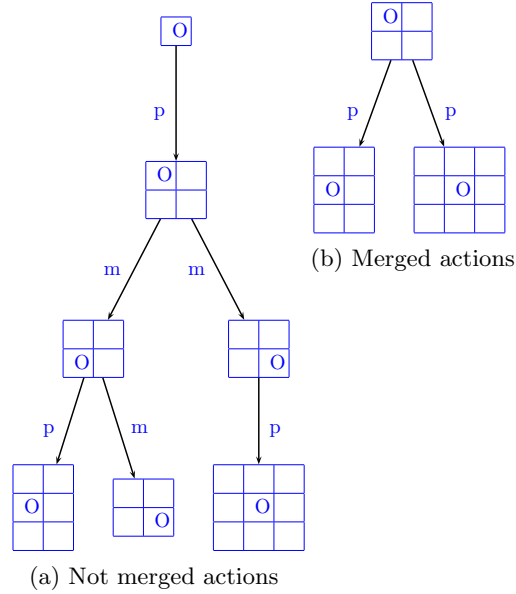 O
p
O
m m
O O
p m p
O O O
(a) Not merged actions
O
p p
O O
(b) Merged actions